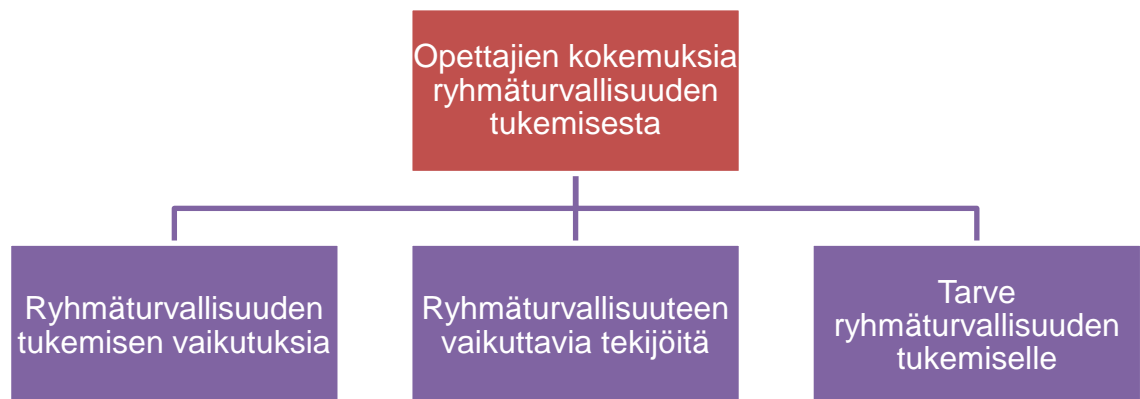 Opettajien kokemuksia
ryhmäturvallisuuden
tukemisesta
Ryhmäturvallisuuden
tukemisen vaikutuksia
Ryhmäturvallisuuteen
vaikuttavia tekijöitä
Tarve
ryhmäturvallisuuden
tukemiselle